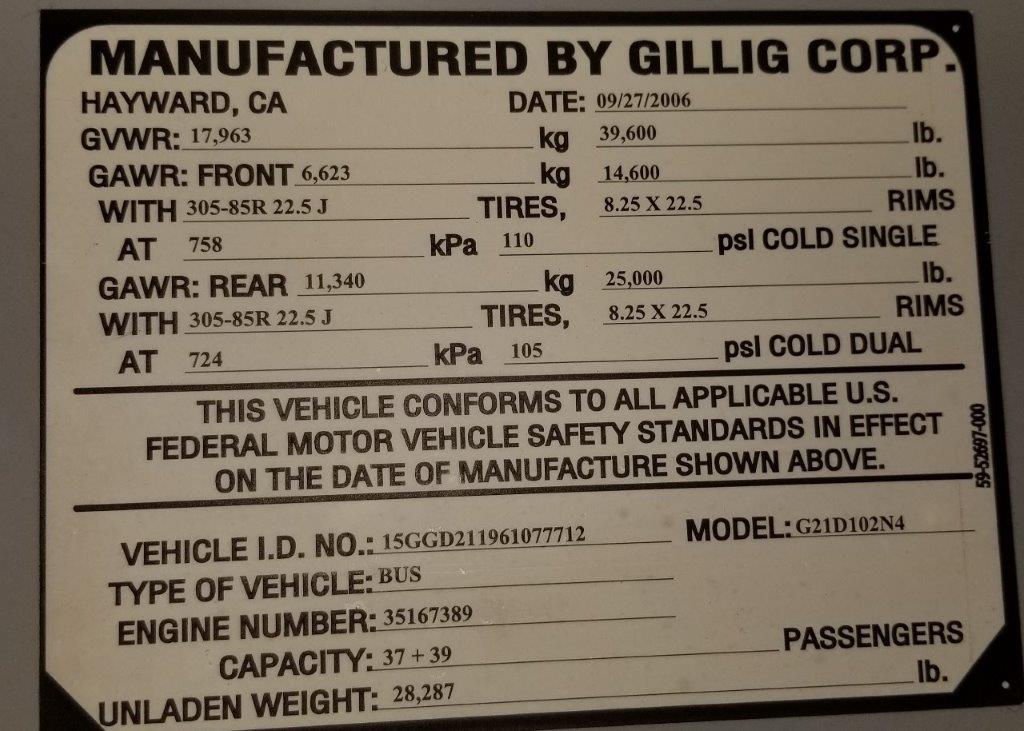 MANUFACTURED BY GILLIG CORP.
HAYWARD, CA DATE: 09/27/2006
GVWR: 17,963 kg 39,600 lb.
GAWR: FRONT 6,623 kg 14,600 lb.
WITH 305-85R 22.5 J TIRES, 8.25 X 22.5 RIMS
AT 758 kPa 110 psI COLD SINGLE
GAWR: REAR 11,340 kg 25,000 lb.
WITH 305-85R 22.5 J TIRES, 8.25 X 22.5 RIMS
AT 724 kPa 105 psI COLD DUAL
THIS VEHICLE CONFORMS TO ALL APPLICABLE U.S.
FEDERAL MOTOR VEHICLE SAFETY STANDARDS IN EFFECT
ON THE DATE OF MANUFACTURE SHOWN ABOVE.
59-52697-000
VEHICLE I.D. NO.: 15GGD211961077712 MODEL: G21D102N4
TYPE OF VEHICLE: BUS
ENGINE NUMBER: 35167389
CAPACITY: 37 + 39 PASSENGERS
UNLADEN WEIGHT: 28,287 lb.